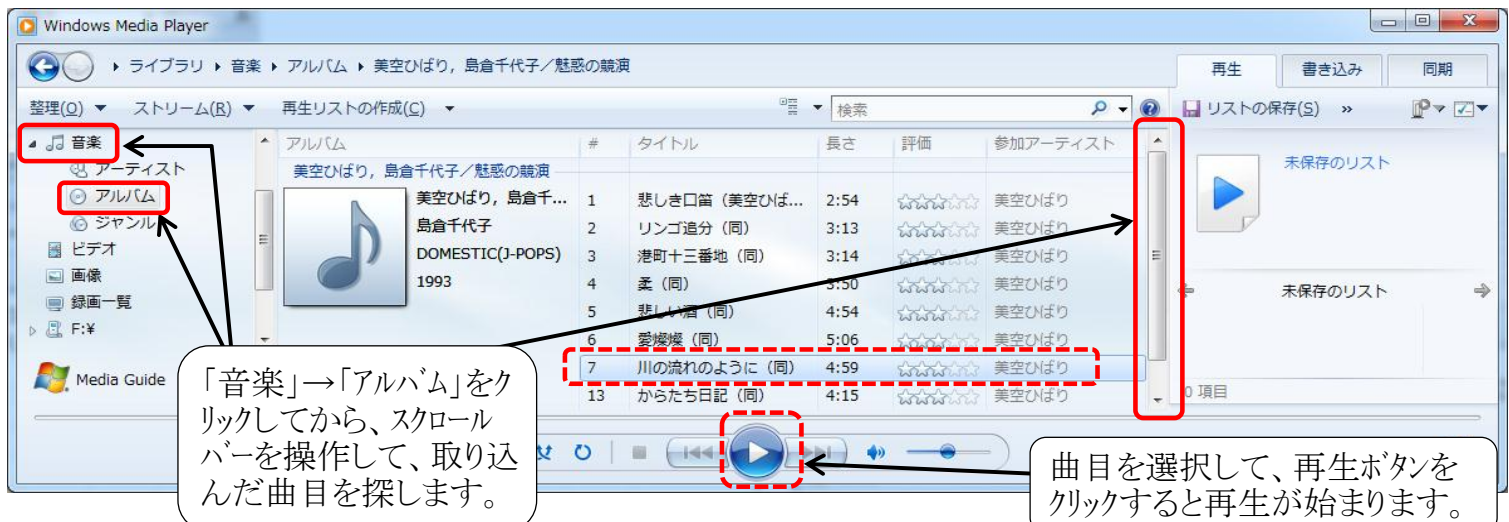 Windows Media Player
ライブラリ 音楽 アルバム 美空ひばり，島倉千代子／魅惑の競演
再生 書き込み 同期
整理(O) ストリーム(R) 再生リストの作成(C) 検索 リストの保存(S) »
音楽
アーティスト
アルバム
ジャンル
ビデオ
画像
録画一覧
F:¥
Media Guide
アルバム # タイトル 長さ 評価 参加アーティスト
美空ひばり，島倉千代子／魅惑の競演
美空ひばり，島倉千...
島倉千代子
DOMESTIC(J-POPS)
1993
1 悲しき口笛（美空ひば... 2:54 美空ひばり
2 リンゴ追分（同） 3:13 美空ひばり
3 港町十三番地（同） 3:14 美空ひばり
4 柔（同） 3:50 美空ひばり
5 悲しい酒（同） 4:54 美空ひばり
6 愛燦燦（同） 5:06 美空ひばり
7 川の流れのように（同） 4:59 美空ひばり
13 からたち日記（同） 4:15 美空ひばり
未保存のリスト
未保存のリスト
0 項目
「音楽」→「アルバム」をク
リックしてから、スクロール
バーを操作して、取り込
んだ曲目を探します。
曲目を選択して、再生ボタンを
クリックすると再生が始まります。